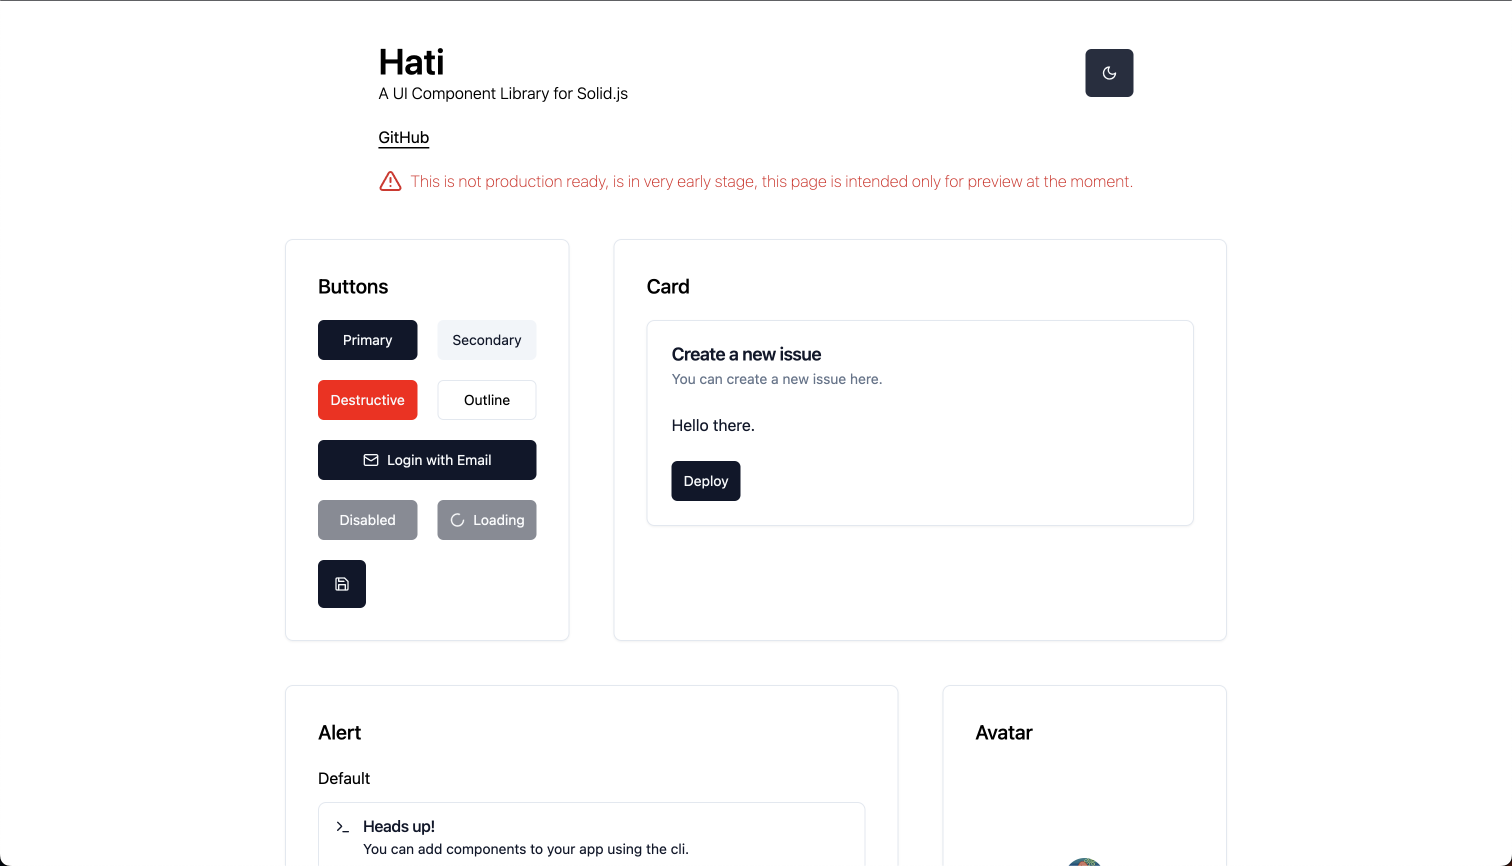 Hati
A UI Component Library for Solid.js
GitHub
This is not production ready, is in very early stage, this page is intended only for preview at the moment.
Buttons
Primary
Secondary
Destructive
Outline
Login with Email
Disabled
Loading
Card
Create a new issue
You can create a new issue here.
Hello there.
Deploy
Alert
Default
Heads up!
You can add components to your app using the cli.
Avatar